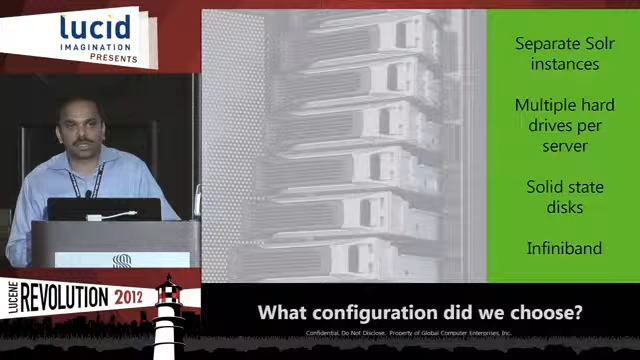 lucid
IMAGINATION
PRESENTS
Separate Solr
instances
Multiple hard
drives per
server
Solid state
disks
Infiniband
LUCENE
REVOLUTION 2012
What configuration did we choose?
Confidential, Do Not Disclose, Property of Global Computer Enterprises, Inc.